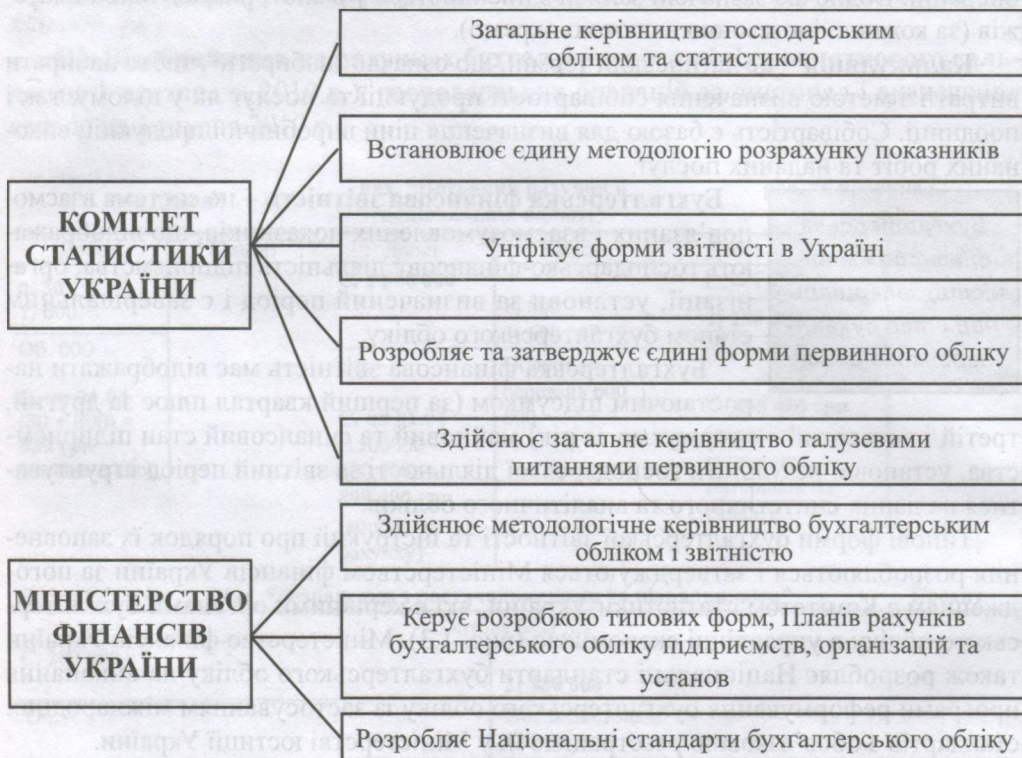 Загальне керівництво господарським
обліком та статистикою
Встановлює єдину методологію розрахунку показників
КОМІТЕТ
СТАТИСТИКИ
УКРАЇНИ
Уніфікує форми звітності в Україні
Розробляє та затверджує єдині форми первинного обліку
Здійснює загальне керівництво галузевими
питаннями первинного обліку
Здійснює методологічне керівництво бухгалтерським
обліком і звітністю
МІНІСТЕРСТВО
ФІНАНСІВ
УКРАЇНИ
Керує розробкою типових форм, Планів рахунків
бухгалтерського обліку підприємств, організацій та
установ
Розробляє Національні стандарти бухгалтерського обліку